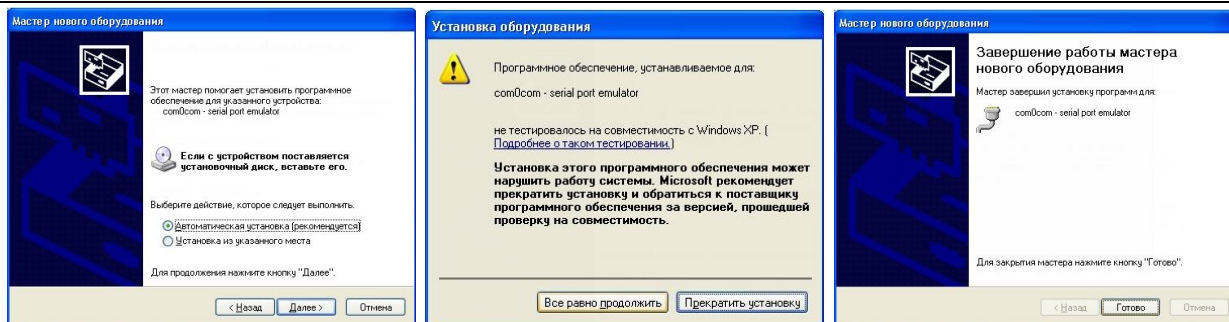 Мастер нового оборудования
Этот мастер помогает установить программное
обеспечение для указанного устройства:
com0com - serial port emulator
Если с устройством поставляется
установочный диск, вставьте его.
Выберите действие, которое следует выполнить.
Автоматическая установка (рекомендуется)
Установка из указанного места
Для продолжения нажмите кнопку "Далее".
< Назад
Далее >
Отмена
Установка оборудования
Программное обеспечение, устанавливаемое для:
com0com - serial port emulator
не тестировалось на совместимость с Windows XP. (
Подробнее о таком тестировании.)
Установка этого программного обеспечения может
нарушить работу системы. Microsoft рекомендует
прекратить установку и обратиться к поставщику
программного обеспечения за версией, прошедшей
проверку на совместимость.
Все равно продолжить
Прекратить установку
Мастер нового оборудования
Завершение работы мастера
нового оборудования
Мастер завершил установку программ для:
com0com - serial port emulator
Для закрытия мастера нажмите кнопку "Готово".
< Назад
Готово
Отмена